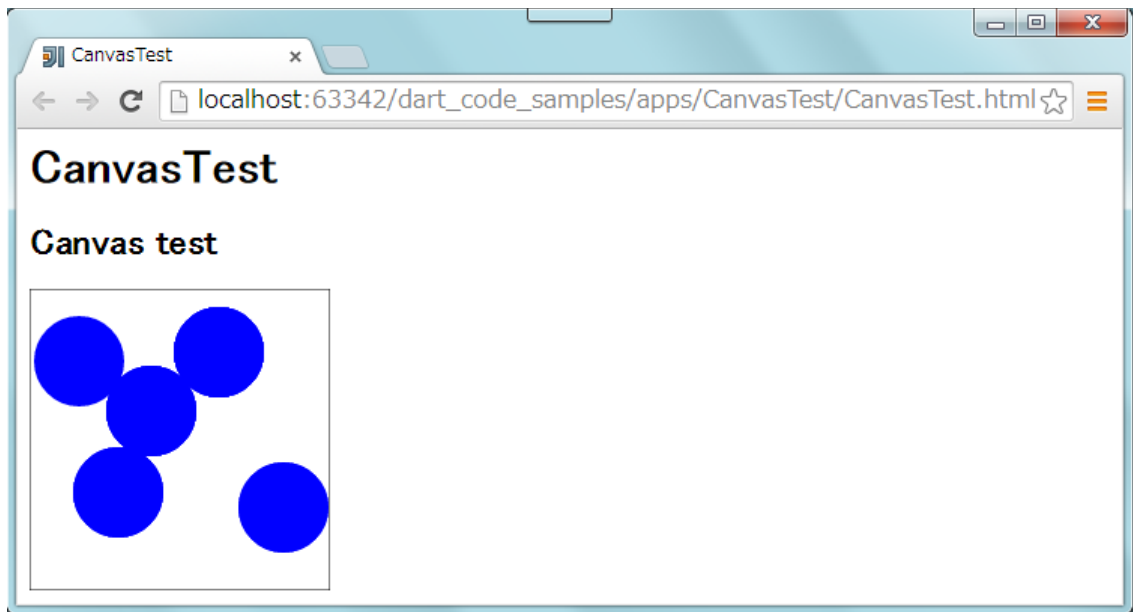 CanvasTest
localhost:63342/dart_code_samples/apps/CanvasTest/CanvasTest.html
CanvasTest
Canvas test